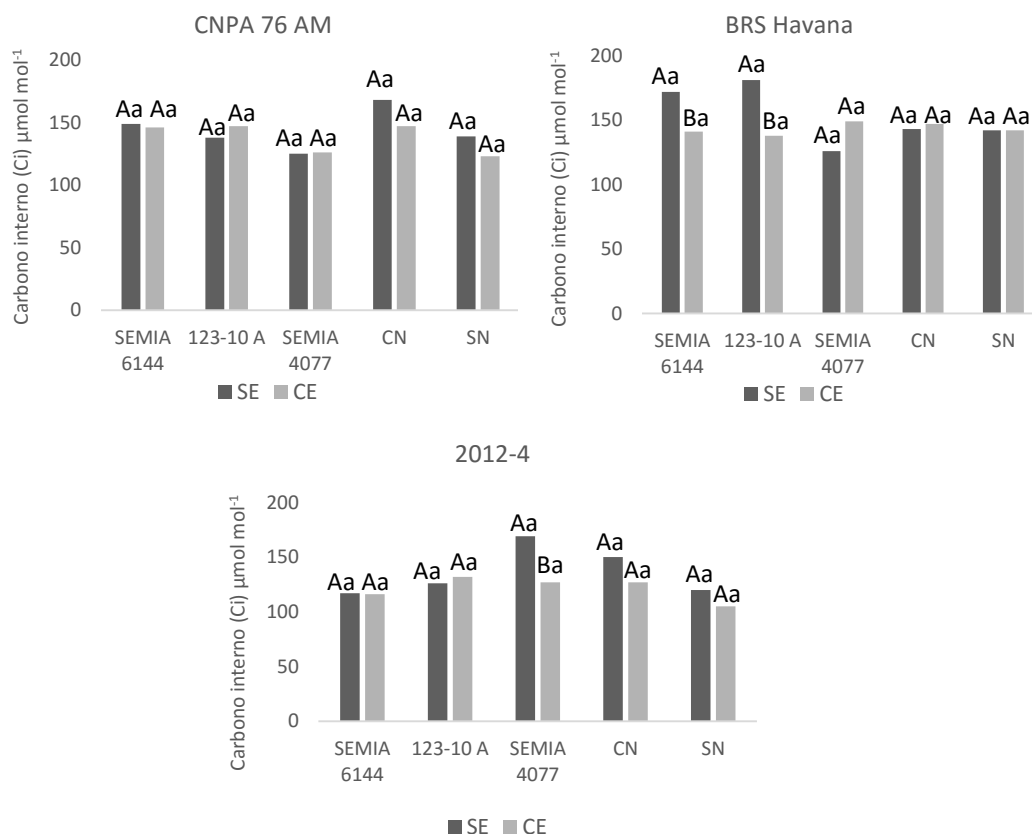 CNPA 76 AM
Carbono interno (Ci) µmol mol⁻¹
200
150
100
50
0
Aa Aa
Aa Aa
Aa Aa
Aa Aa
Aa Aa
SEMIA 6144
123-10 A
SEMIA 4077
CN
SN
SE CE
BRS Havana
Carbono interno (Ci) µmol mol⁻¹
200
150
100
50
0
Aa Ba
Aa Ba
Aa Aa
Aa Aa
Aa Aa
SEMIA 6144
123-10 A
SEMIA 4077
CN
SN
SE CE
2012-4
Carbono interno (Ci) µmol mol⁻¹
200
150
100
50
0
Aa Aa
Aa Aa
Aa Ba
Aa Aa
Aa Aa
SEMIA 6144
123-10 A
SEMIA 4077
CN
SN
SE CE